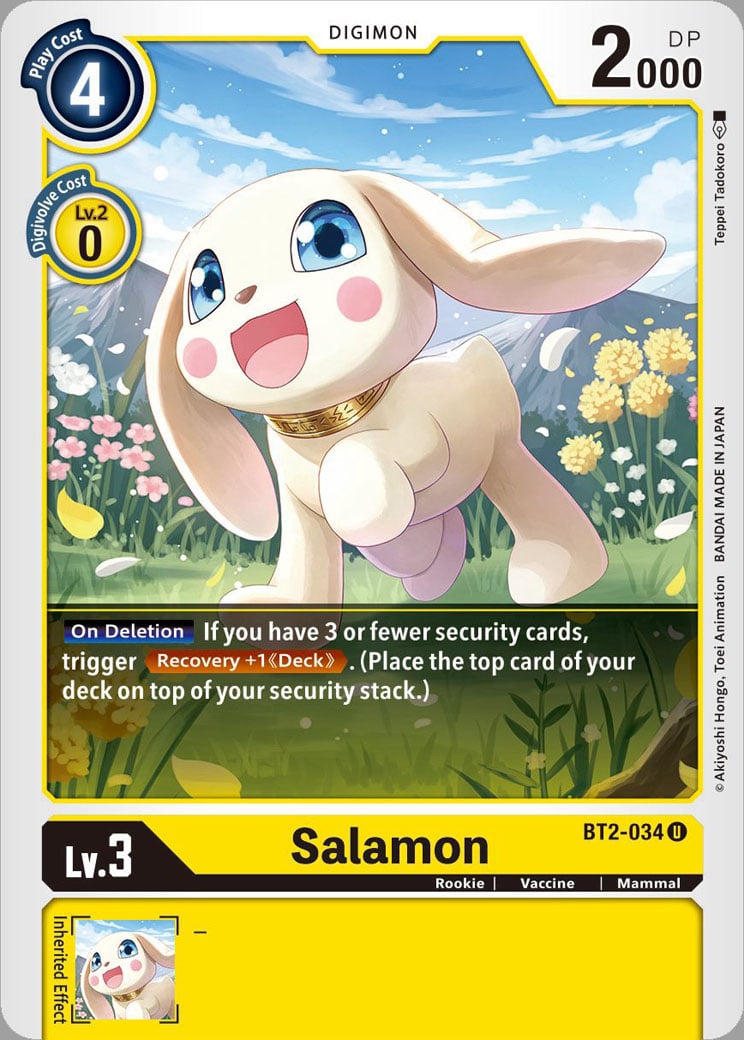 DIGIMON
Play Cost
4
2000
DP
Digivolve Cost
Lv.2
0
Teppei Tadokoro
BANDAI MADE IN JAPAN
© Akiyoshi Hongo, Toei Animation
On Deletion If you have 3 or fewer security cards,
trigger Recovery +1《Deck》. (Place the top card of your
deck on top of your security stack.)
Lv.3
Salamon
BT2-034 U
Rookie | Vaccine | Mammal
Inherited Effect
–